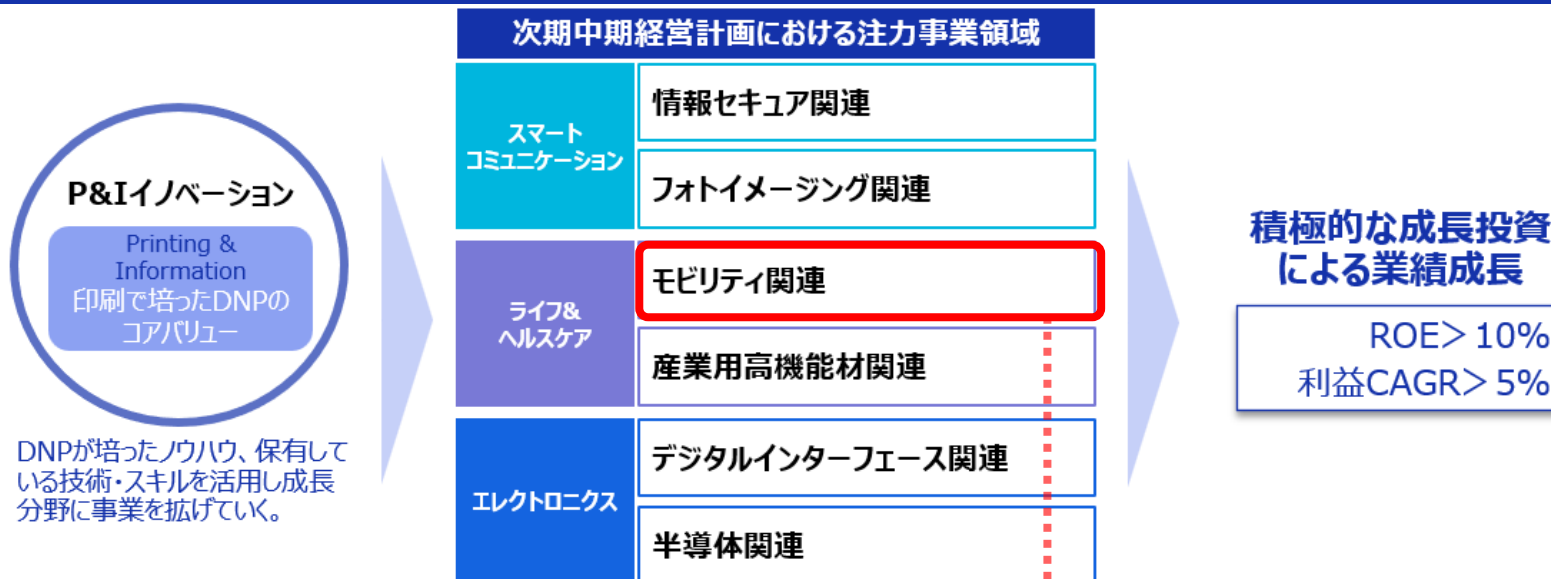 次期中期経営計画における注力事業領域
P&Iイノベーション
Printing &
Information
印刷で培ったDNPの
コアバリュー
DNPが培ったノウハウ、保有して
いる技術・スキルを活用し成長
分野に事業を拡げていく。
スマート
コミュニケーション
情報セキュア関連
フォトイメージング関連
ライフ&
ヘルスケア
モビリティ関連
産業用高機能材関連
エレクトロニクス
デジタルインターフェース関連
半導体関連
積極的な成長投資
による業績成長
ROE＞10%
利益CAGR＞5%